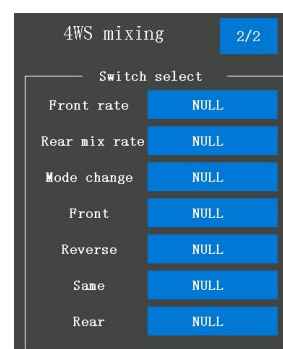 4WS mixing 2/2
Switch select
Front rate NULL
Rear mix rate NULL
Mode change NULL
Front NULL
Reverse NULL
Same NULL
Rear NULL